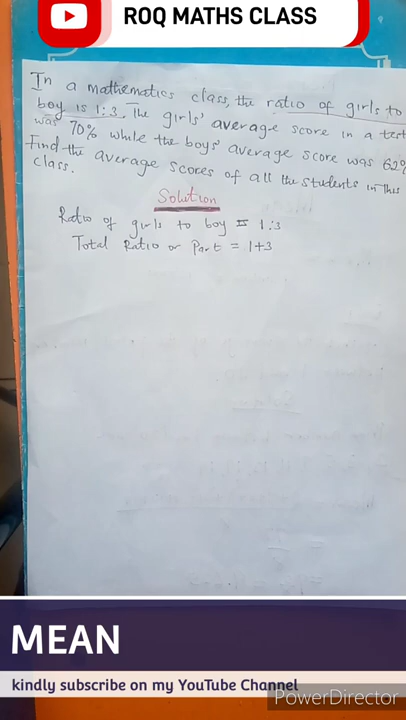 ROQ MATHS CLASS
In a mathematics class, the ratio of girls to
boy is 1:3. The girls' average score in a test
was 70% while the boys' average score was 62%
Find the average scores of all the students in this
class.
Solution
Ratio of girls to boy = 1:3
Total Ratio or Part = 1+3
MEAN
kindly subscribe on my YouTube Channel
PowerDirector